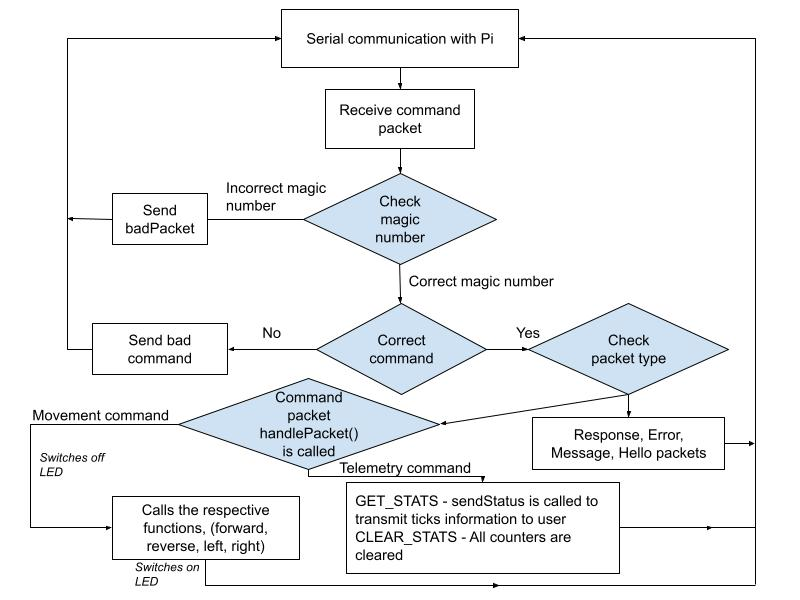 Serial communication with Pi
Receive command
packet
Incorrect magic
number
Check
magic
number
Send
badPacket
Correct magic number
No
Yes
Send bad
command
Correct
command
Check
packet type
Command
packet
handlePacket()
is called
Movement command
Response, Error,
Message, Hello packets
Switches off
LED
Telemetry command
Calls the respective
functions, (forward,
reverse, left, right)
GET_STATS - sendStatus is called to
transmit ticks information to user
CLEAR_STATS - All counters are
cleared
Switches on
LED